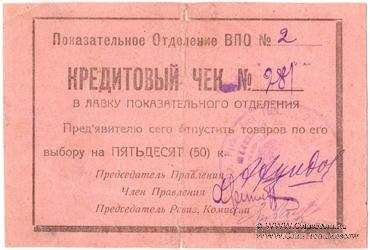 Показательное Отделение ВПО № 2
КРЕДИТОВЫЙ ЧЕК №
В ЛАВКУ ПОКАЗАТЕЛЬНОГО ОТДЕЛЕНИЯ
Пред'явителю сего отпустить товаров по его
выбору на ПЯТЬДЕСЯТ (50) к.
Председатель Правления
Член Правления
Председатель Ревиз. Комиссии